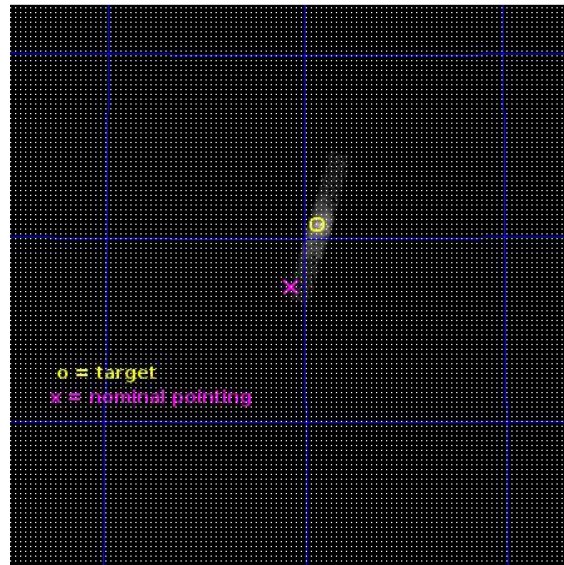 o = target
x = nominal pointing